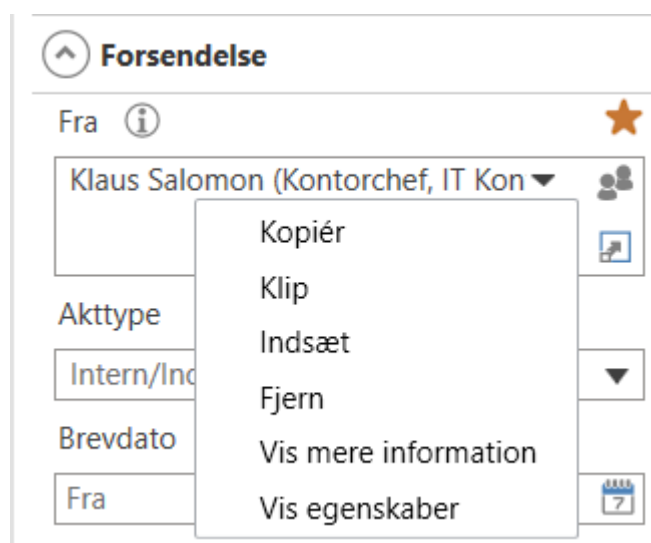 Forsendelse
Fra
Klaus Salomon (Kontorchef, IT Kon
Kopiér
Klip
Akttype
Indsæt
Intern/Ind
Fjern
Brevdato
Vis mere information
Fra
Vis egenskaber
7